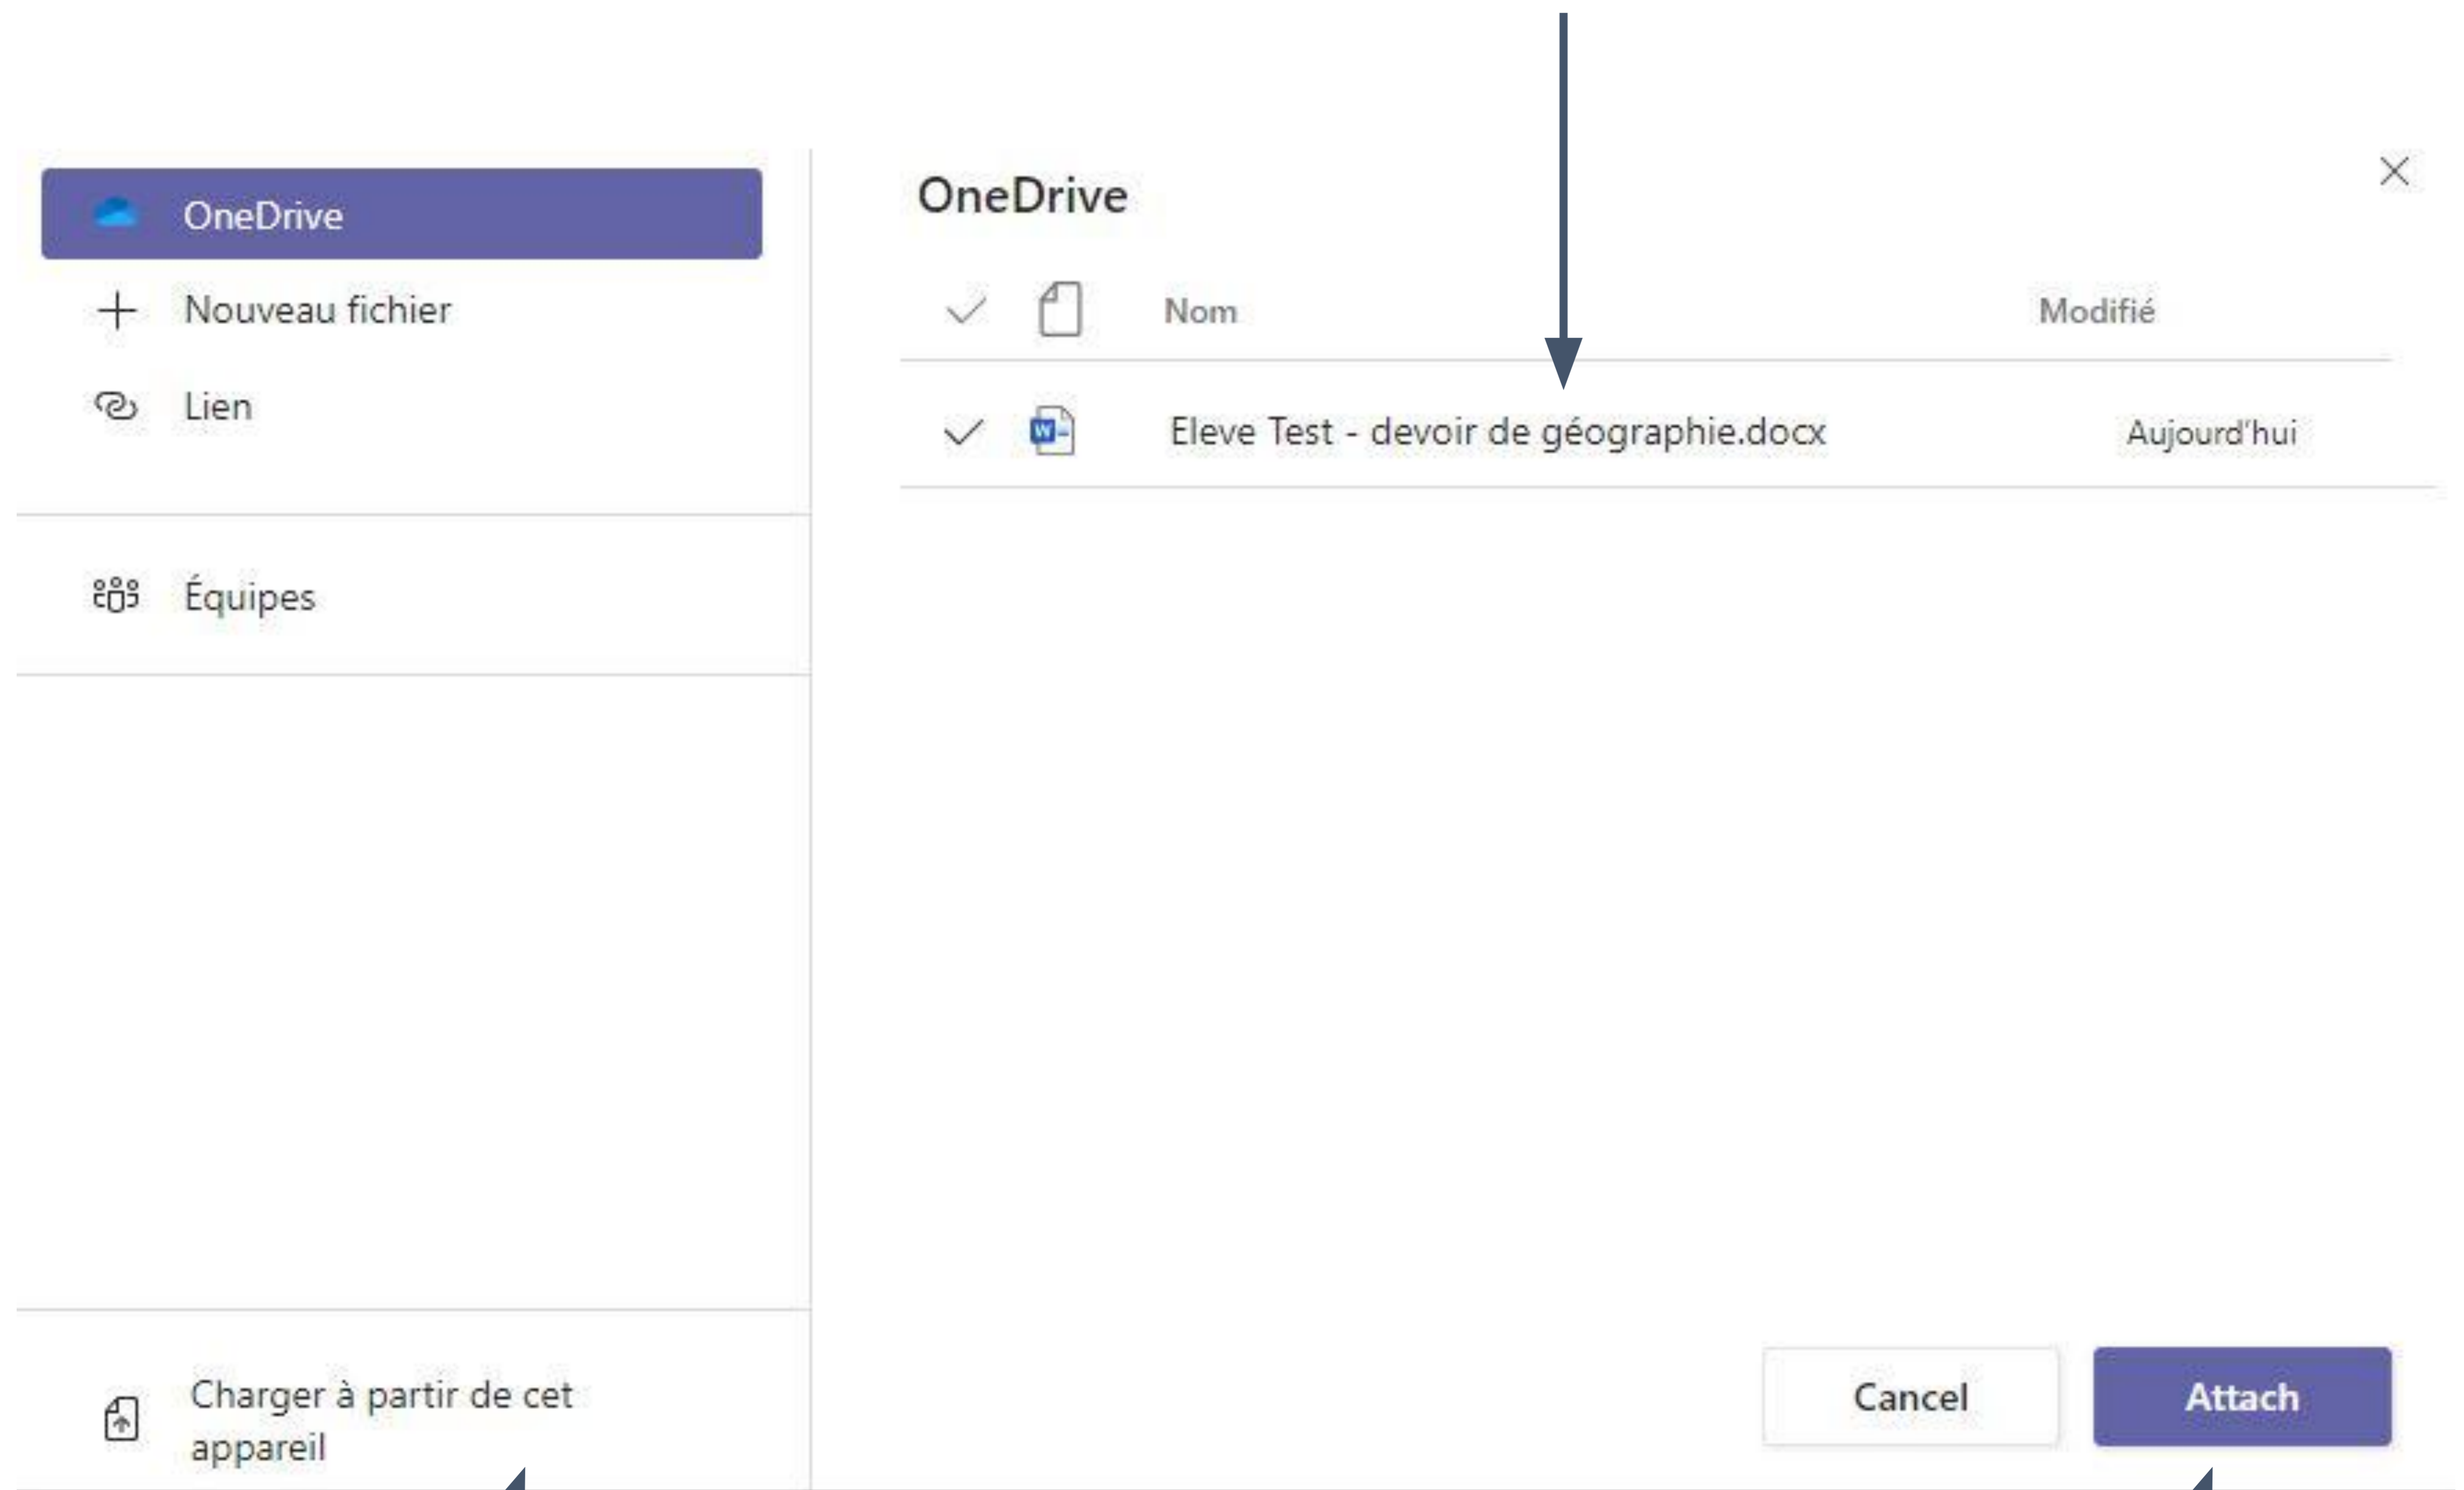 OneDrive
Nouveau fichier
Lien
Équipes
Charger à partir de cet
appareil
OneDrive
Nom Modifié
Eleve Test - devoir de géographie.docx Aujourd'hui
Cancel Attach